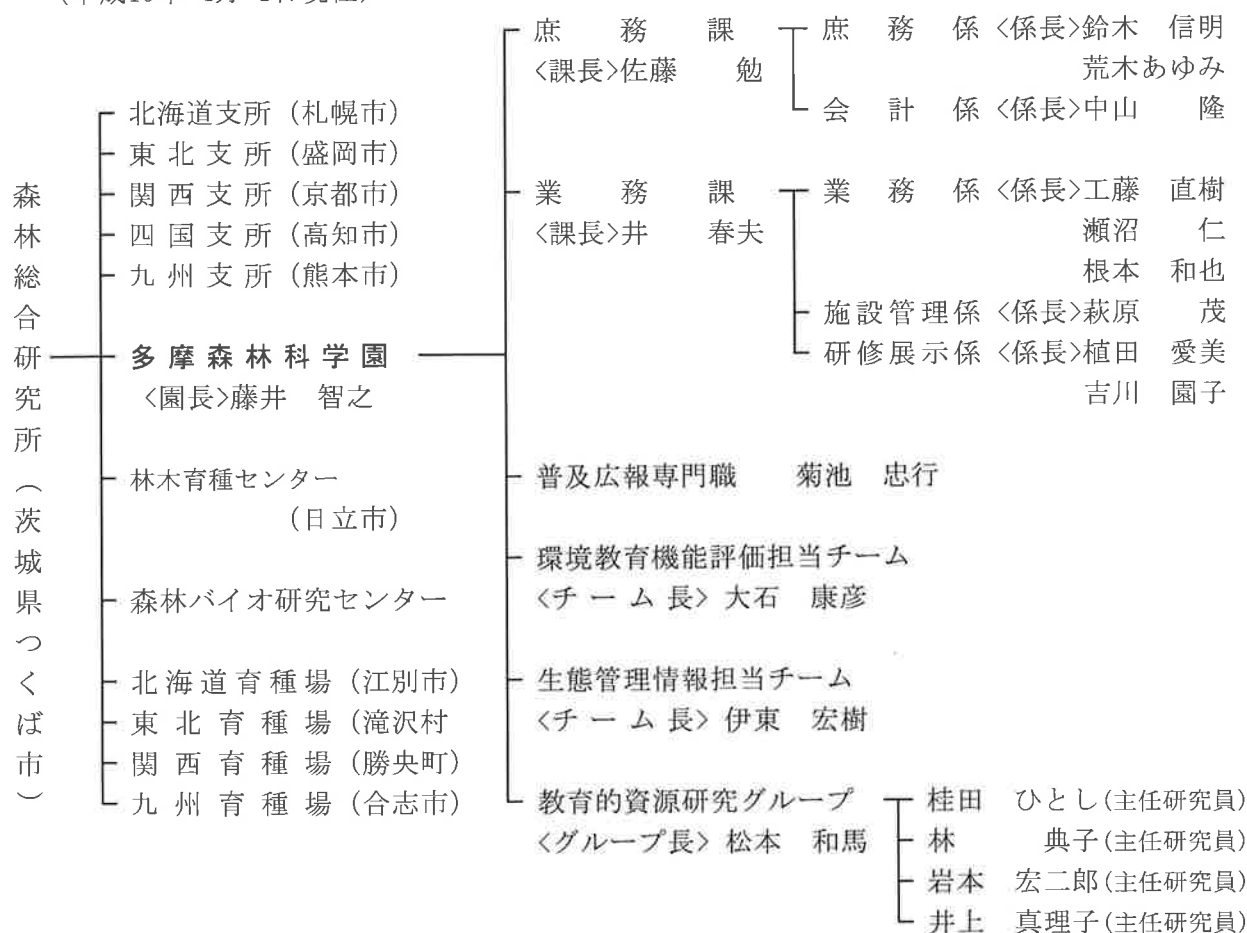 森林総合研究所（茨城県つくば市）
北海道支所（札幌市）
東北支所（盛岡市）
関西支所（京都市）
四国支所（高知市）
九州支所（熊本市）
多摩森林科学園
<園長>藤井　智之
林木育種センター
（日立市）
森林バイオ研究センター
北海道育種場（江別市）
東北育種場（滝沢村
関西育種場（勝央町）
九州育種場（合志市）
庶務課
<課長>佐藤　勉
庶務係 <係長>鈴木　信明
荒木あゆみ
会計係 <係長>中山　隆
業務課
<課長>井　春夫
業務係 <係長>工藤　直樹
瀬沼　仁
根本　和也
施設管理係 <係長>萩原　茂
研修展示係 <係長>植田　愛美
吉川　園子
普及広報専門職　菊池　忠行
環境教育機能評価担当チーム
<チーム長> 大石　康彦
生態管理情報担当チーム
<チーム長> 伊東　宏樹
教育的資源研究グループ
<グループ長> 松本　和馬
桂田　ひとし(主任研究員)
林　典子(主任研究員)
岩本　宏二郎(主任研究員)
井上　真理子(主任研究員)